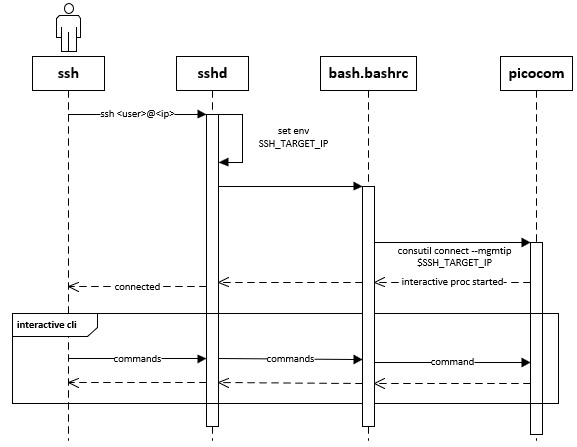 ssh
sshd
bash.bashrc
picocom
ssh <user>@<ip>
set env
SSH_TARGET_IP
consutil connect --mgmtip
$SSH_TARGET_IP
interactive proc started
connected
interactive cli
commands
commands
command